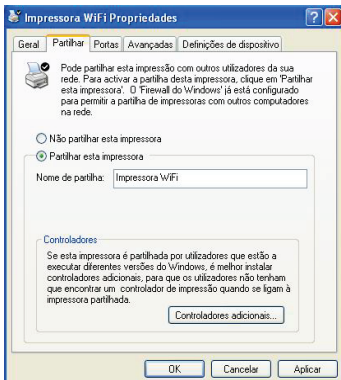 Impressora WiFi Propriedades
Geral Partilhar Portas Avançadas Definições de dispositivo
Pode partilhar esta impressão com outros utilizadores da sua
rede. Para activar a partilha desta impressora, clique em 'Partilhar
esta impressora'. O 'Firewall do Windows' já está configurado
para permitir a partilha de impressoras com outros computadores
na rede.
Não partilhar esta impressora
Partilhar esta impressora
Nome de partilha: Impressora WiFi
Controladores
Se esta impressora é partilhada por utilizadores que estão a
executar diferentes versões do Windows, é melhor instalar
controladores adicionais, para que os utilizadores não tenham
que encontrar um controlador de impressão quando se ligam à
impressora partilhada.
Controladores adicionais...
OK Cancelar Aplicar